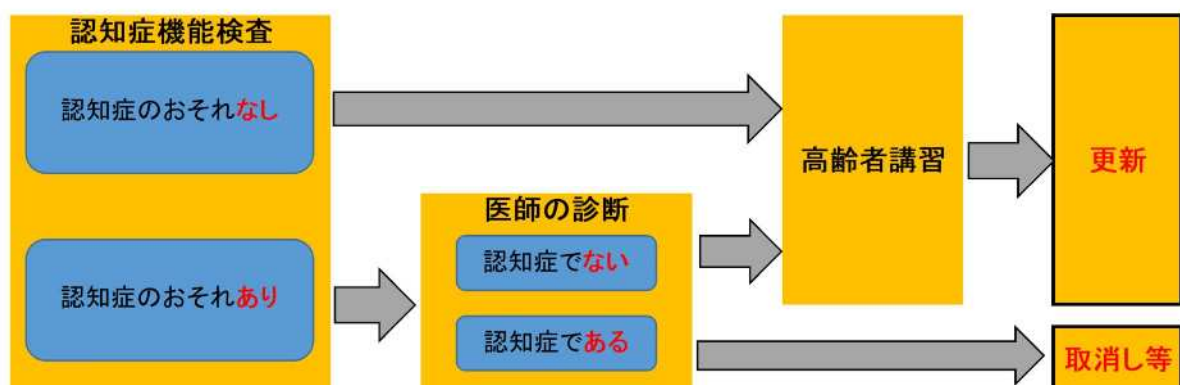 認知症機能検査
認知症のおそれなし
認知症のおそれあり
医師の診断
認知症でない
認知症である
高齢者講習
更新
取消し等